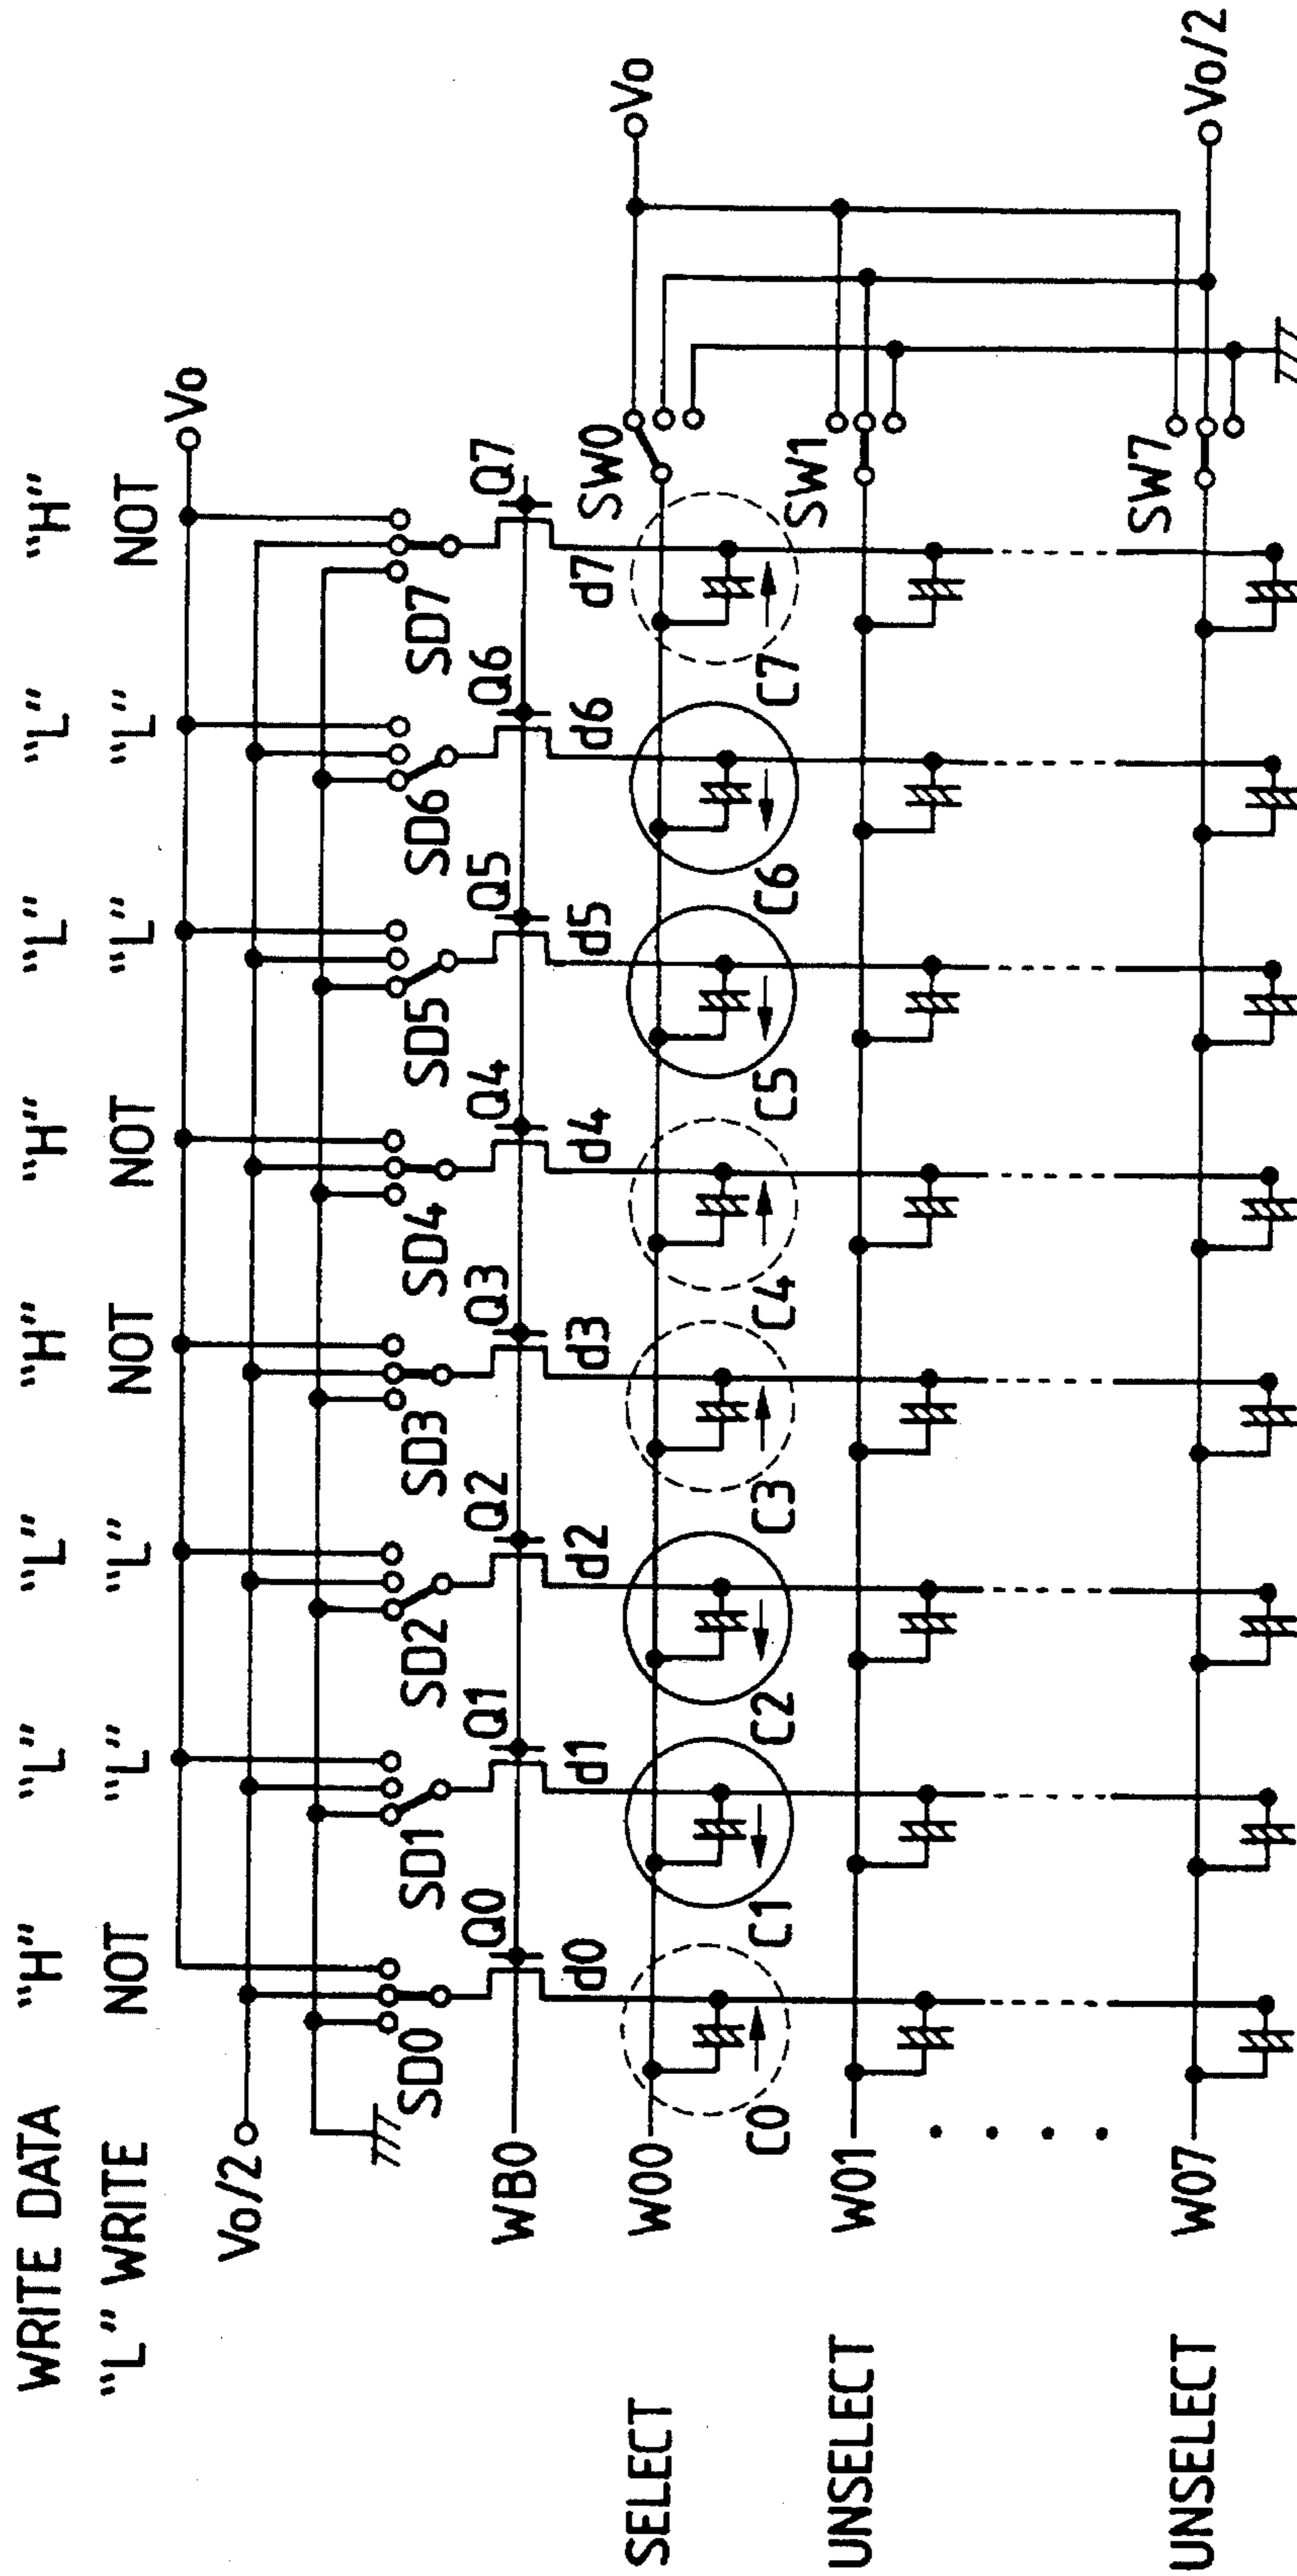 WRITE DATA "H" "L" "L" "H" "H" "L" "L" "H"
"L" WRITE NOT "L" "L" NOT NOT "L" "L" NOT
Vo
Vo/2
SD0 SD1 SD2 SD3 SD4 SD5 SD6 SD7
Q0 Q1 Q2 Q3 Q4 Q5 Q6 Q7
WB0
d0 d1 d2 d3 d4 d5 d6 d7
SW0 Vo
SELECT W00
C0 C1 C2 C3 C4 C5 C6 C7
SW1
UNSELECT W01
SW7
UNSELECT W07 Vo/2